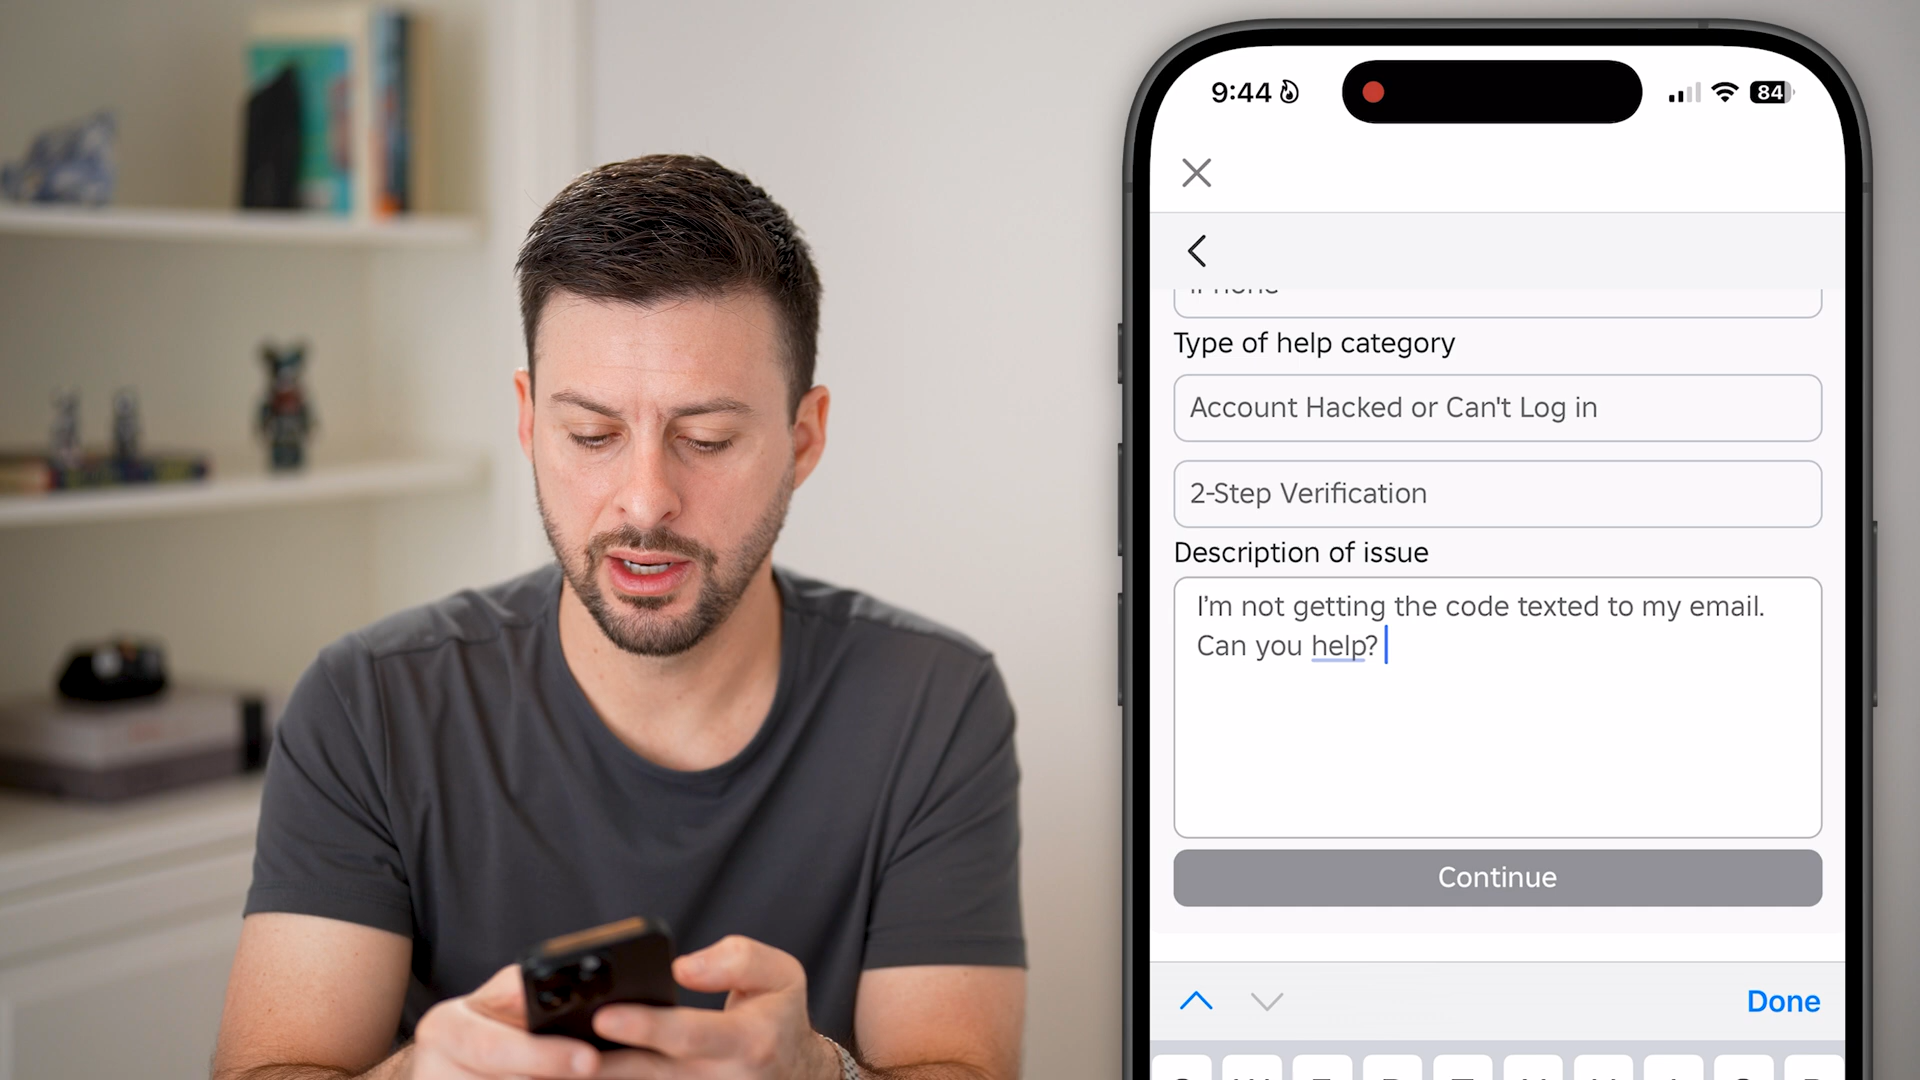 9:44
84
iPhone
Type of help category
Account Hacked or Can't Log in
2-Step Verification
Description of issue
I'm not getting the code texted to my email.
Can you help?
Continue
Done